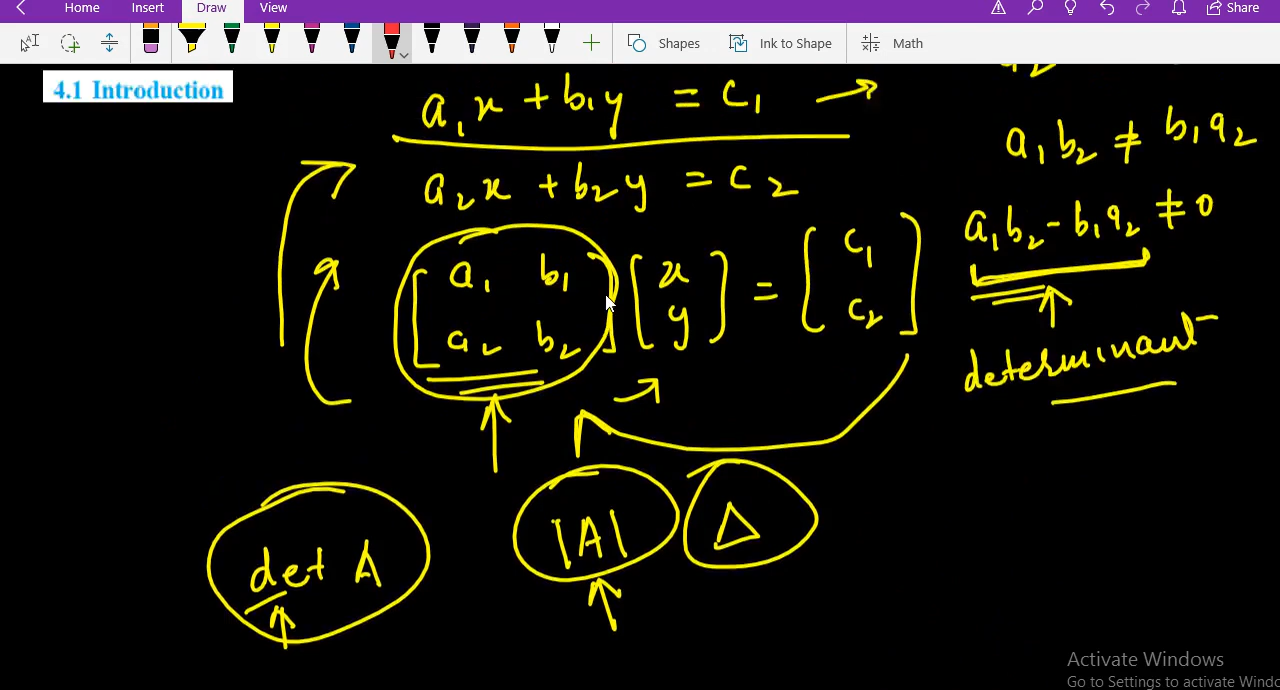 Home Insert Draw View
Share
Shapes Ink to Shape Math
4.1 Introduction
a₁x + b₁y = c₁ →
a₂x + b₂y = c₂
[a₁ b₁
a₂ b₂] [x
y] = [c₁
c₂]
a₁b₂ ≠ b₁a₂
a₁b₂ - b₁a₂ ≠ 0
determinant
det A
|A|
Δ
Activate Windows
Go to Settings to activate Windo